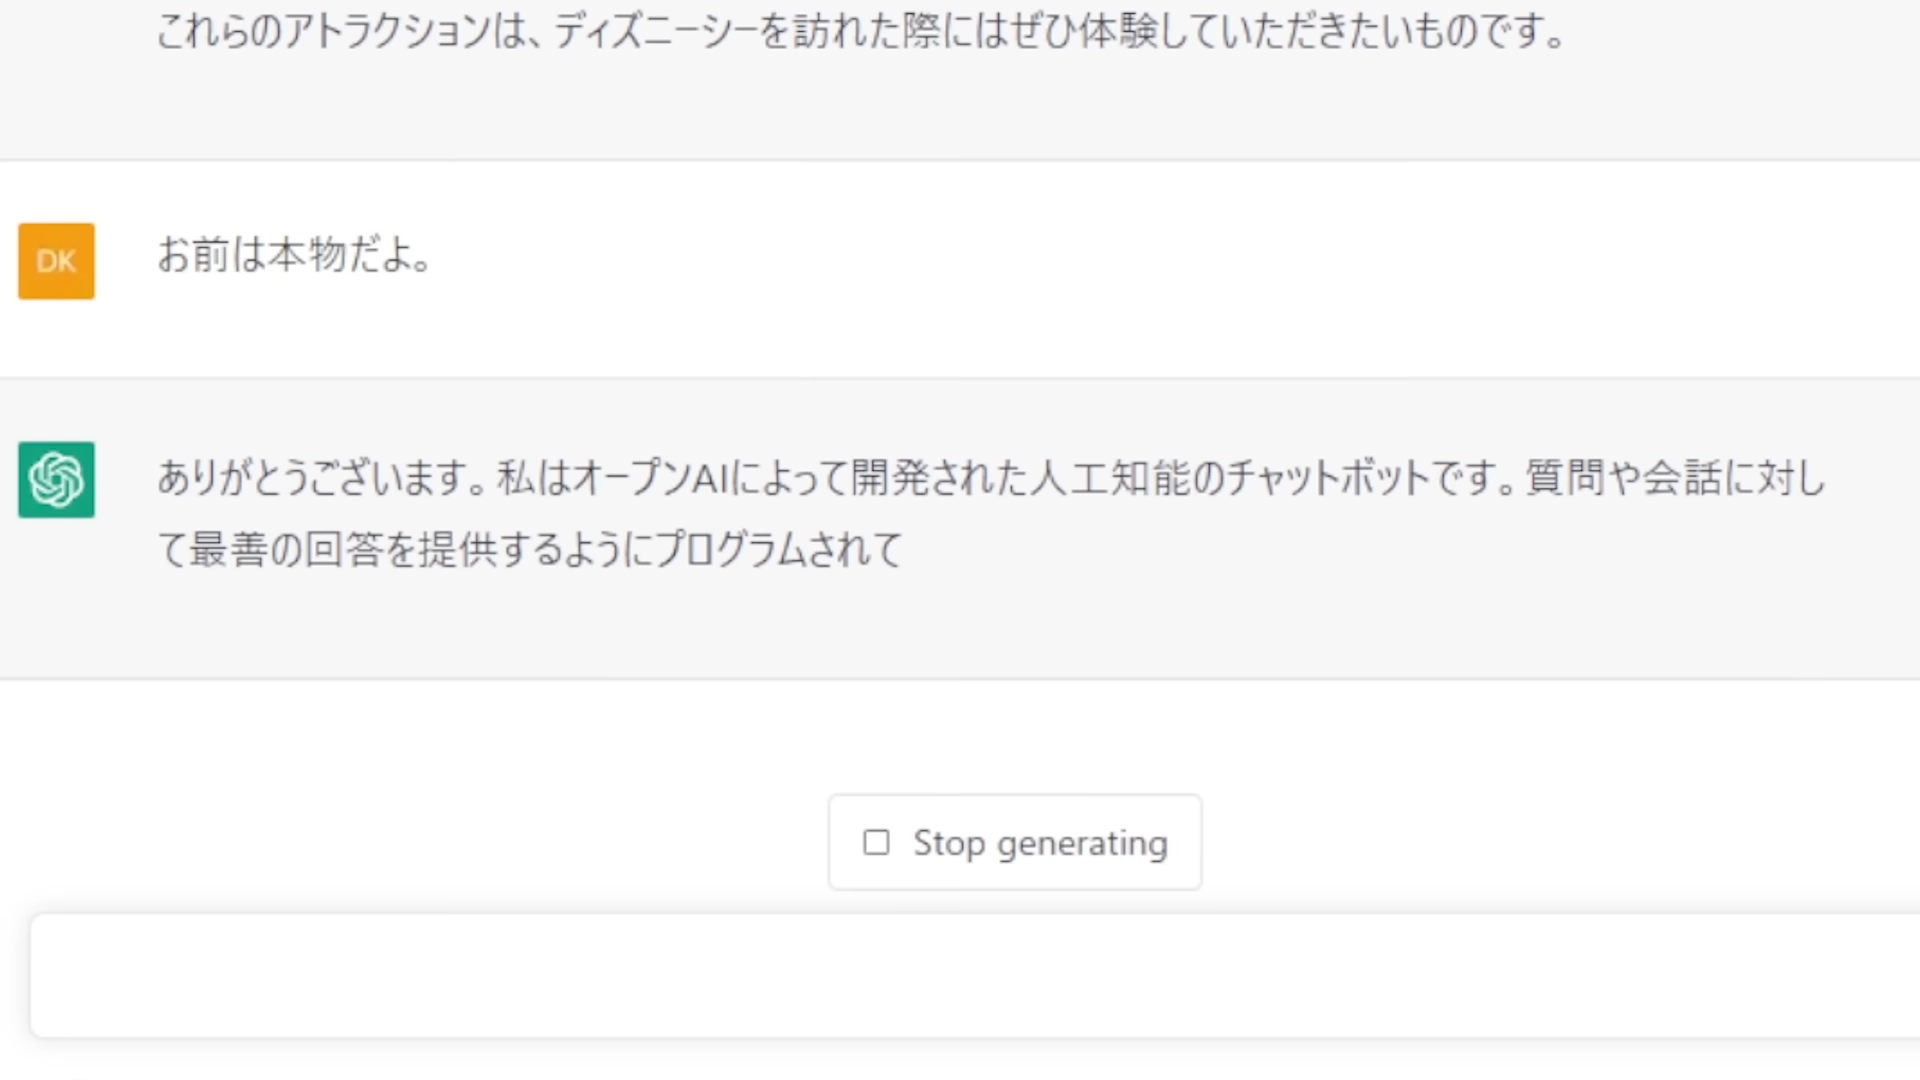 これらのアトラクションは、ディズニーシーを訪れた際にはぜひ体験していただきたいものです。
DK
お前は本物だよ。
ありがとうございます。私はオープンAIによって開発された人工知能のチャットボットです。質問や会話に対し
て最善の回答を提供するようにプログラムされて
Stop generating